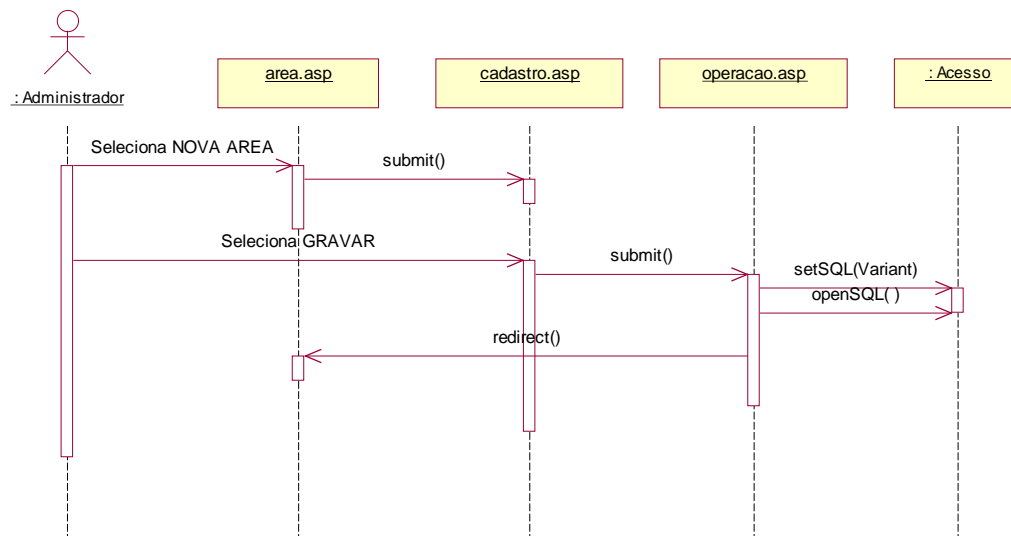 : Administrador
area.asp
cadastro.asp
operacao.asp
: Acesso
Seleciona NOVA AREA
submit()
Seleciona GRAVAR
submit()
setSQL(Variant)
openSQL( )
redirect()